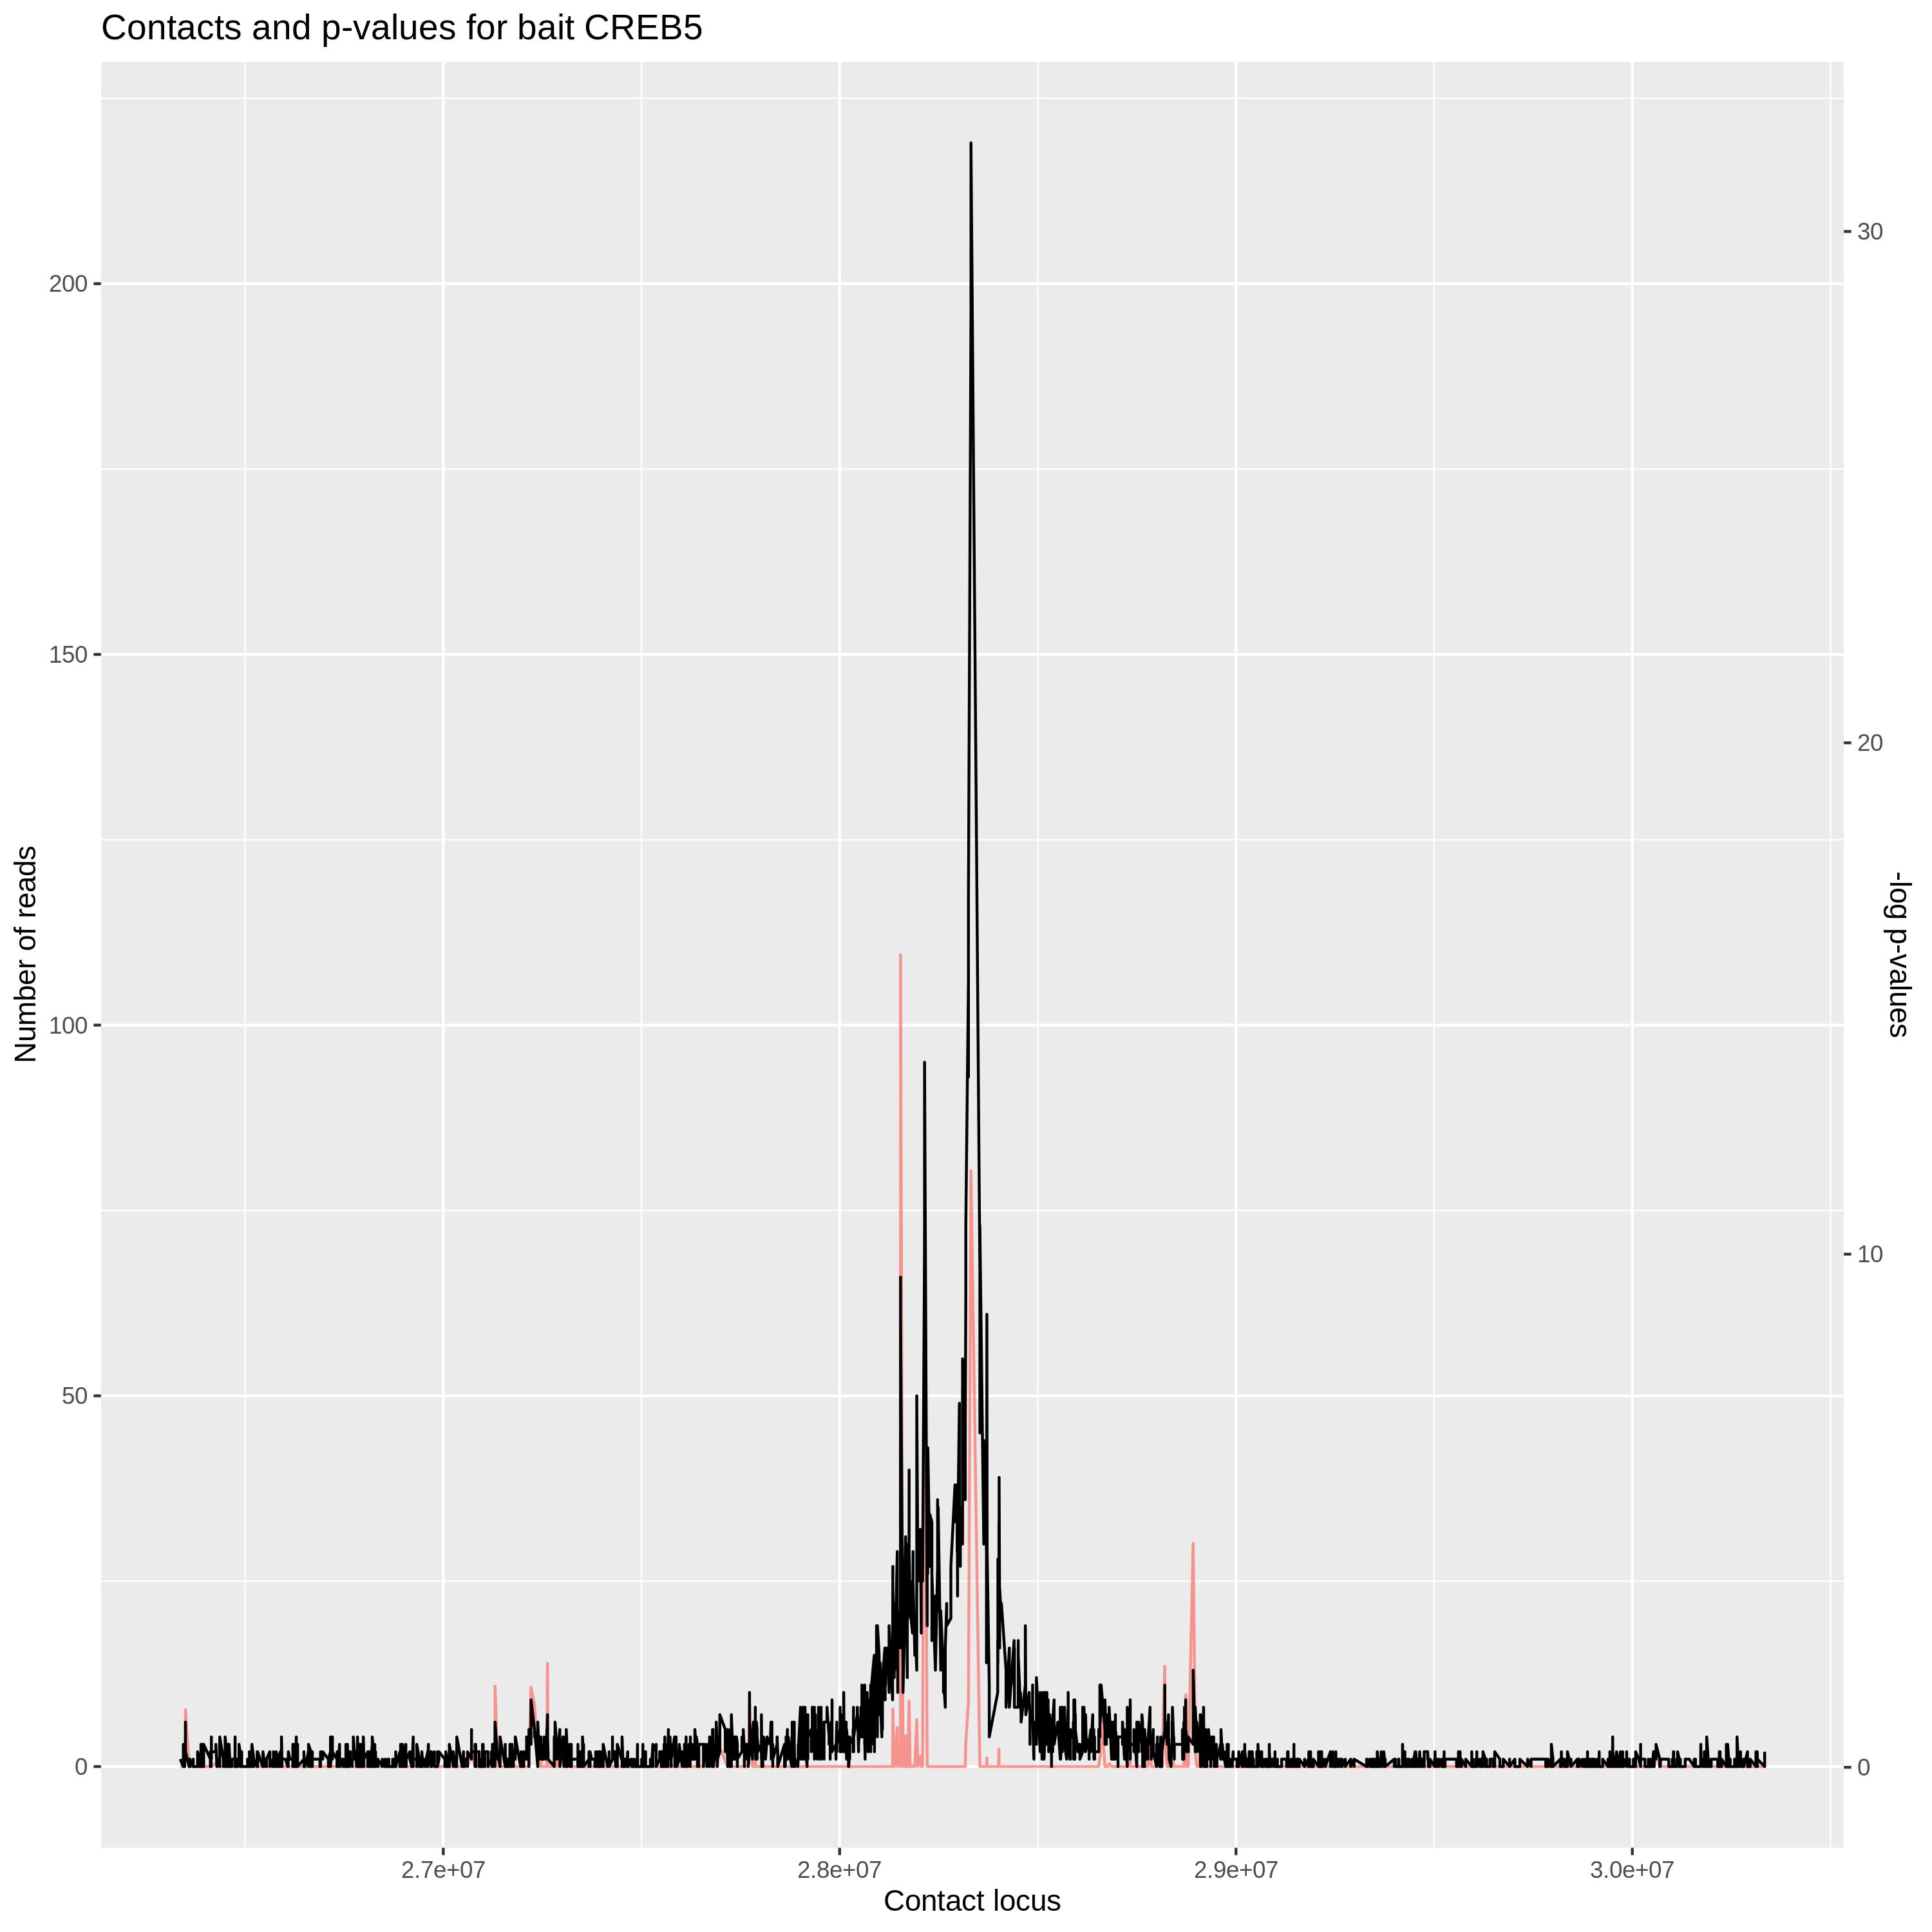 Contacts and p-values for bait CREB5
Number of reads
200
150
100
50
0
30
20
10
0
-log p-values
2.7e+07
2.8e+07
2.9e+07
3.0e+07
Contact locus